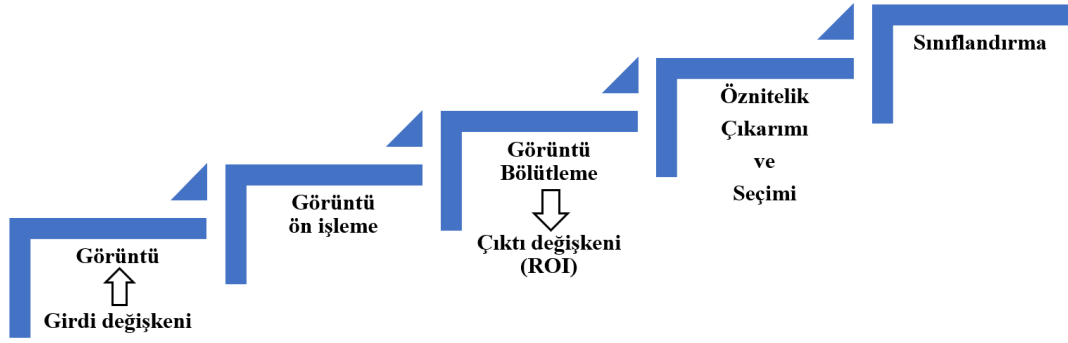 Görüntü
Girdi değişkeni
Görüntü
ön işleme
Görüntü
Bölütleme
Çıktı değişkeni
(ROI)
Öznitelik
Çıkarımı
ve
Seçimi
Sınıflandırma